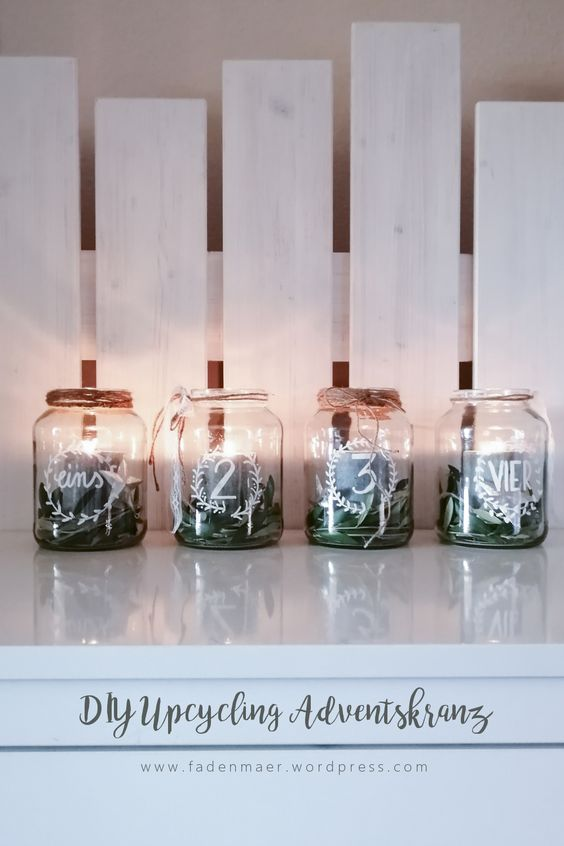 eins 2 3 VIER
DIY Upcycling Adventskranz
www.fadenmaer.wordpress.com